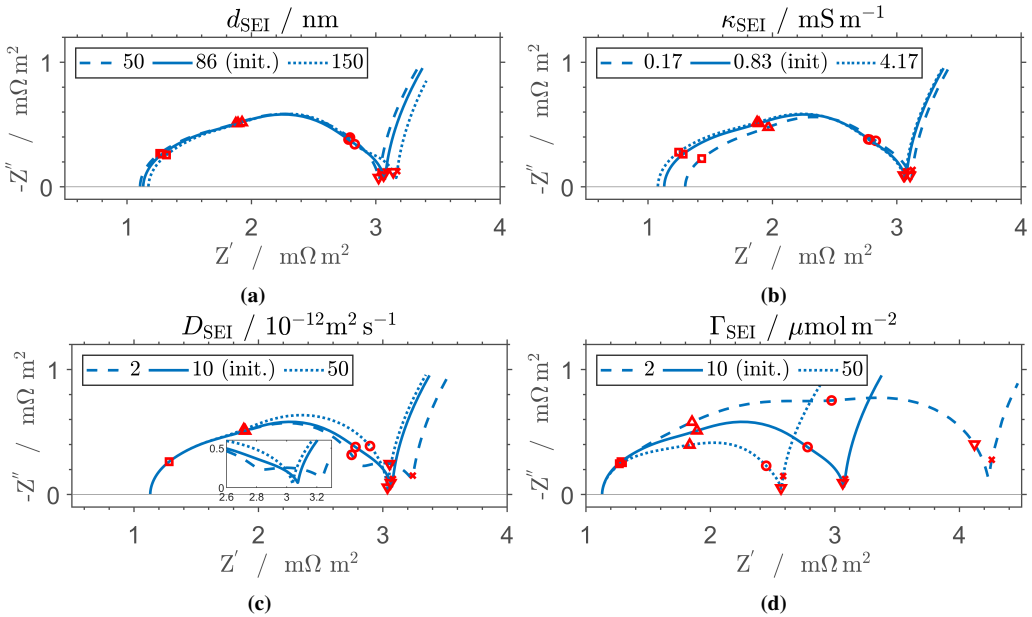 d_SEI / nm
50 86 (init.) 150
1
0
-Z'' / mΩ m²
1 2 3 4
Z' / mΩ m²
(a)
κ_SEI / mS m⁻¹
0.17 0.83 (init) 4.17
1
0
-Z'' / mΩ m²
1 2 3 4
Z' / mΩ m²
(b)
D_SEI / 10⁻¹²m² s⁻¹
2 10 (init.) 50
1
0
-Z'' / mΩ m²
0.5
0
2.6 2.8 3 3.2
1 2 3 4
Z' / mΩ m²
(c)
Γ_SEI / μmol m⁻²
2 10 (init.) 50
1
0
-Z'' / mΩ m²
1 2 3 4
Z' / mΩ m²
(d)